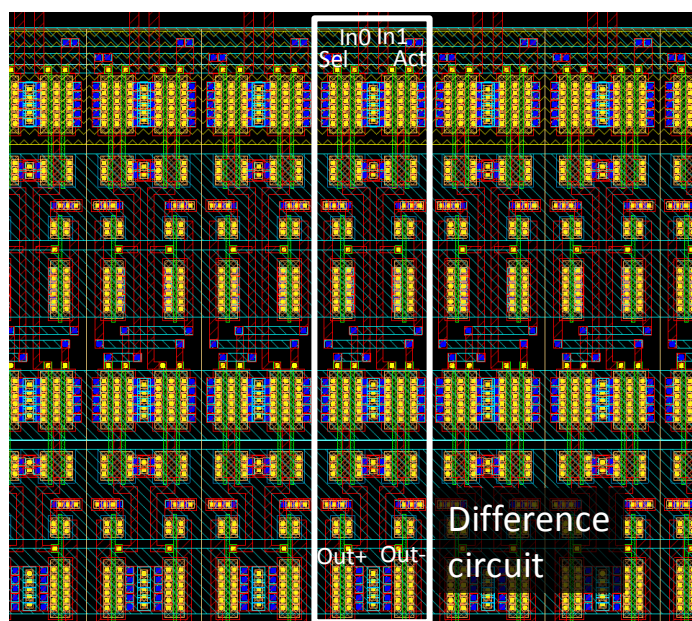 In0 In1
Sel Act
Out+ Out-
Difference
circuit